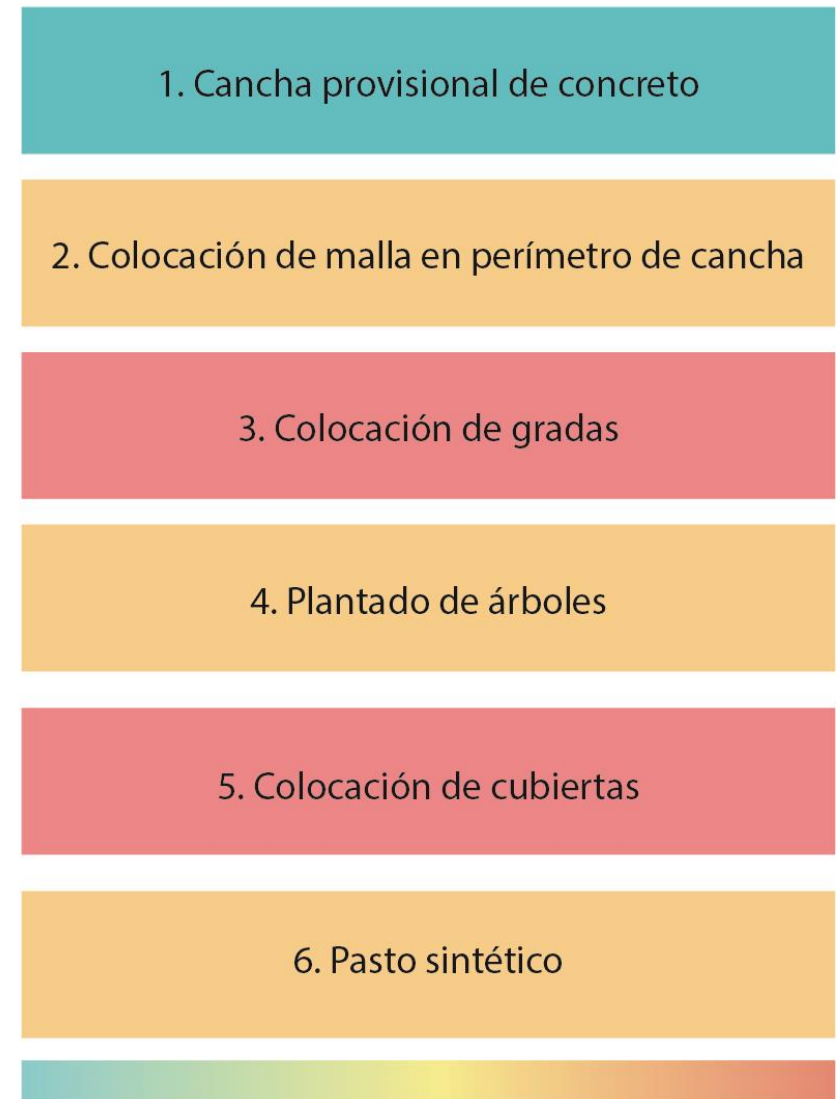 1. Cancha provisional de concreto
2. Colocación de malla en perímetro de cancha
3. Colocación de gradas
4. Plantado de árboles
5. Colocación de cubiertas
6. Pasto sintético